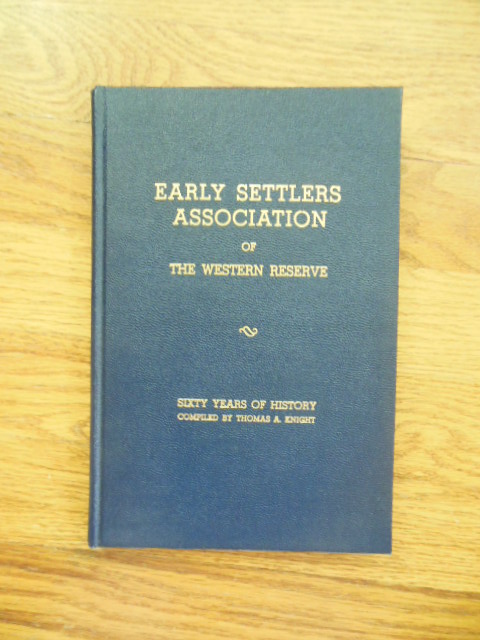 EARLY SETTLERS
ASSOCIATION
OF
THE WESTERN RESERVE
SIXTY YEARS OF HISTORY
COMPILED BY THOMAS A. KNIGHT